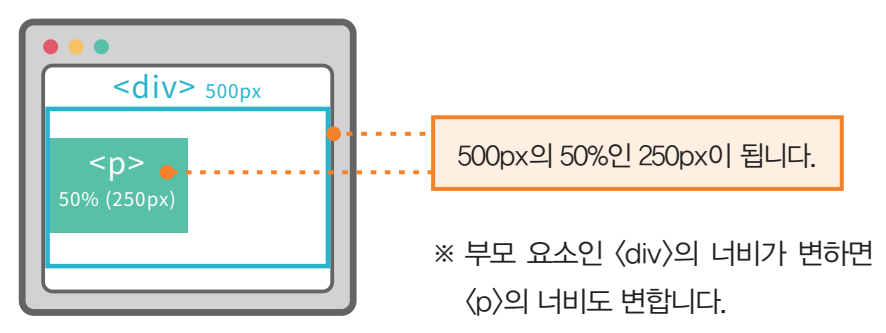 <div> 500px
<p>
50% (250px)
500px의 50%인 250px이 됩니다.
※ 부모 요소인 〈div〉의 너비가 변하면
〈p〉의 너비도 변합니다.